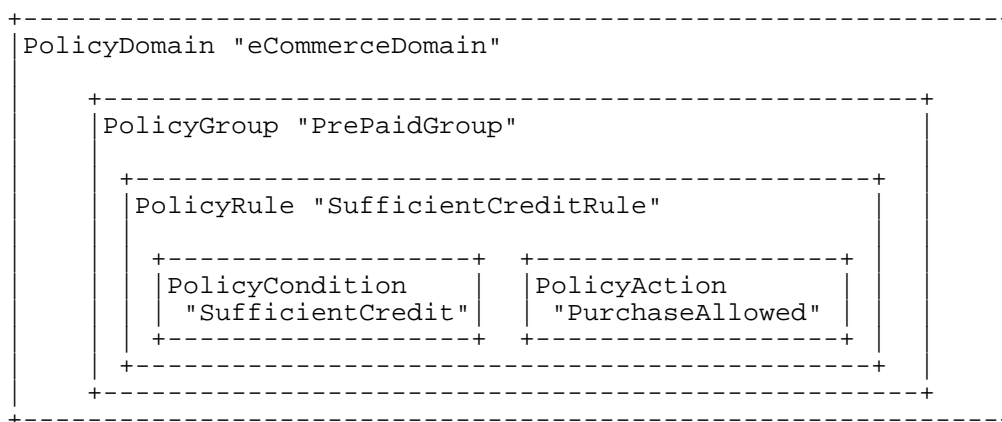 PolicyDomain "eCommerceDomain"
PolicyGroup "PrePaidGroup"
PolicyRule "SufficientCreditRule"
PolicyCondition PolicyAction
"SufficientCredit" "PurchaseAllowed"